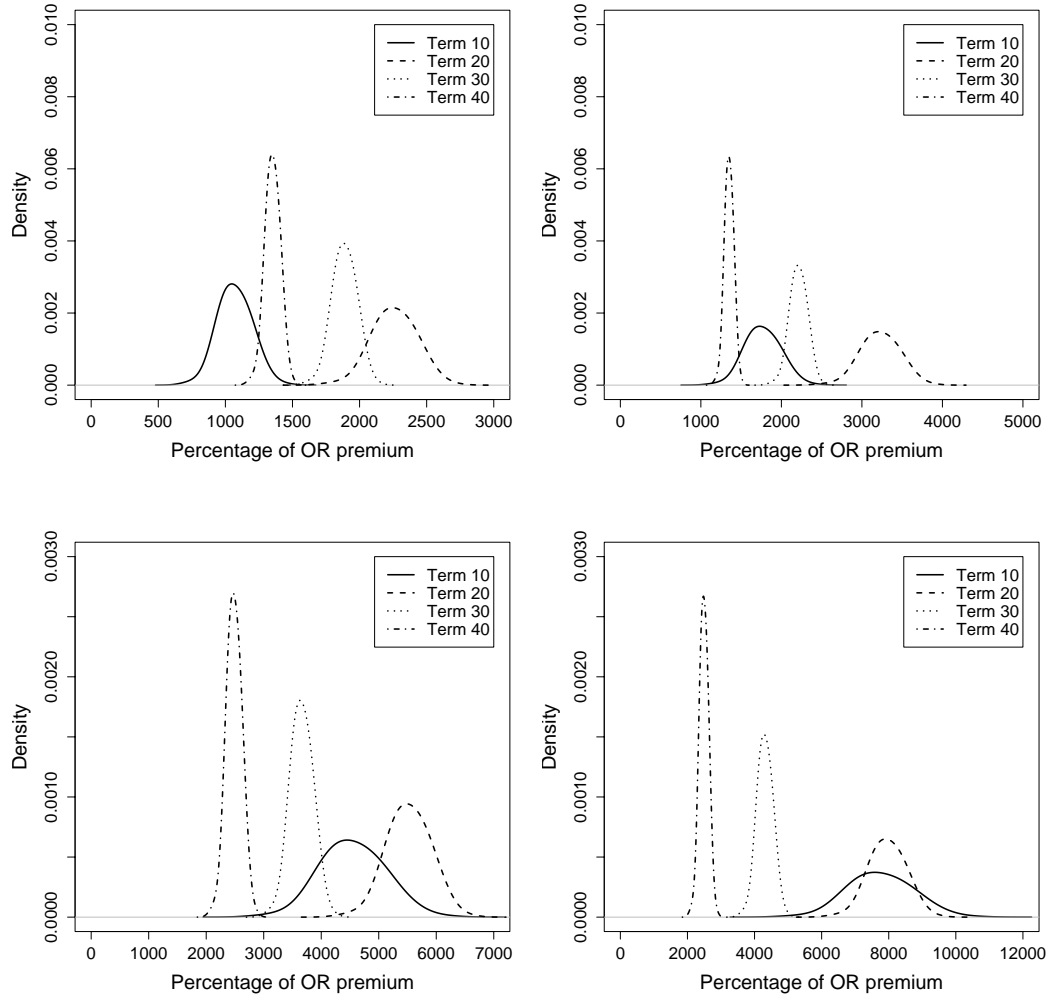 Term 10
Term 20
Term 30
Term 40
0.000 0.002 0.004 0.006 0.008 0.010
Density
0 500 1000 1500 2000 2500 3000
Percentage of OR premium
Term 10
Term 20
Term 30
Term 40
0.000 0.002 0.004 0.006 0.008 0.010
Density
0 1000 2000 3000 4000 5000
Percentage of OR premium
Term 10
Term 20
Term 30
Term 40
0.0000 0.0010 0.0020 0.0030
Density
0 1000 2000 3000 4000 5000 6000 7000
Percentage of OR premium
Term 10
Term 20
Term 30
Term 40
0.0000 0.0010 0.0020 0.0030
Density
0 2000 4000 6000 8000 10000 12000
Percentage of OR premium